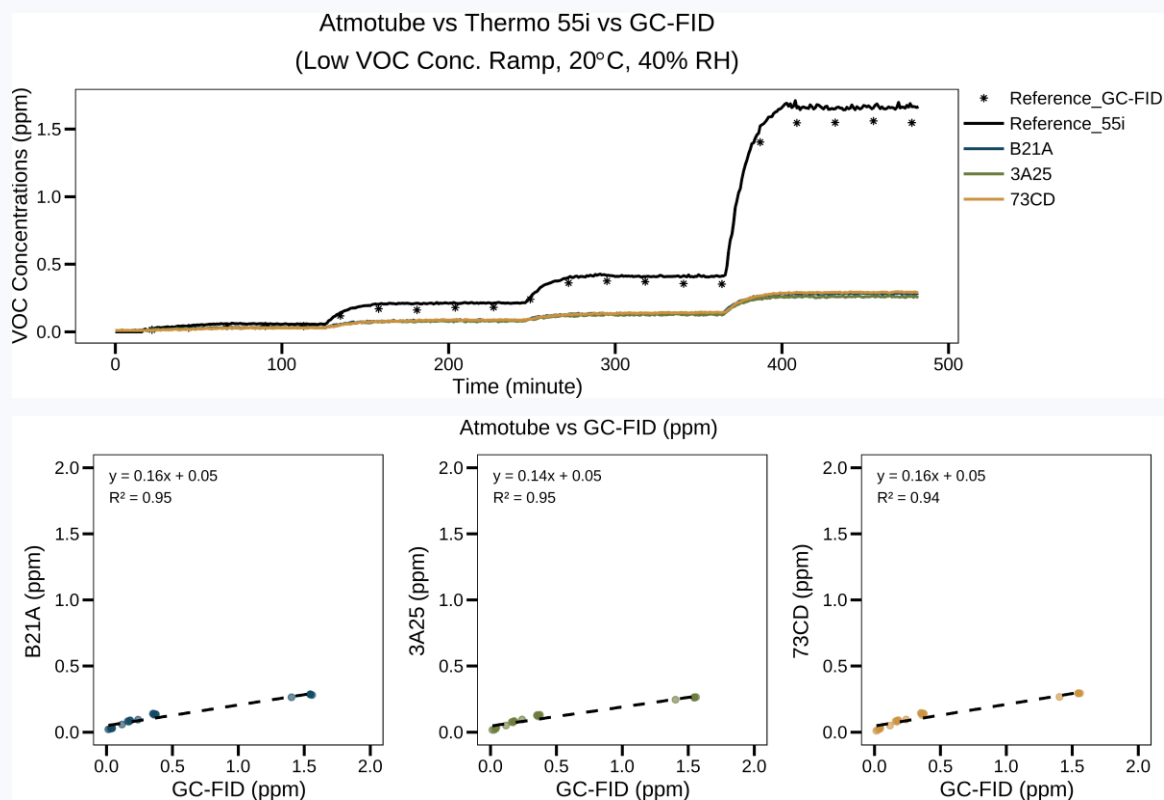 Atmotube vs Thermo 55i vs GC-FID
(Low VOC Conc. Ramp, 20°C, 40% RH)
VOC Concentrations (ppm)
1.5
1.0
0.5
0.0
0 100 200 300 400 500
Time (minute)
Reference_GC-FID
Reference_55i
B21A
3A25
73CD
Atmotube vs GC-FID (ppm)
y = 0.16x + 0.05
R² = 0.95
B21A (ppm)
2.0
1.5
1.0
0.5
0.0
0.0 0.5 1.0 1.5 2.0
GC-FID (ppm)
y = 0.14x + 0.05
R² = 0.95
3A25 (ppm)
2.0
1.5
1.0
0.5
0.0
0.0 0.5 1.0 1.5 2.0
GC-FID (ppm)
y = 0.16x + 0.05
R² = 0.94
73CD (ppm)
2.0
1.5
1.0
0.5
0.0
0.0 0.5 1.0 1.5 2.0
GC-FID (ppm)